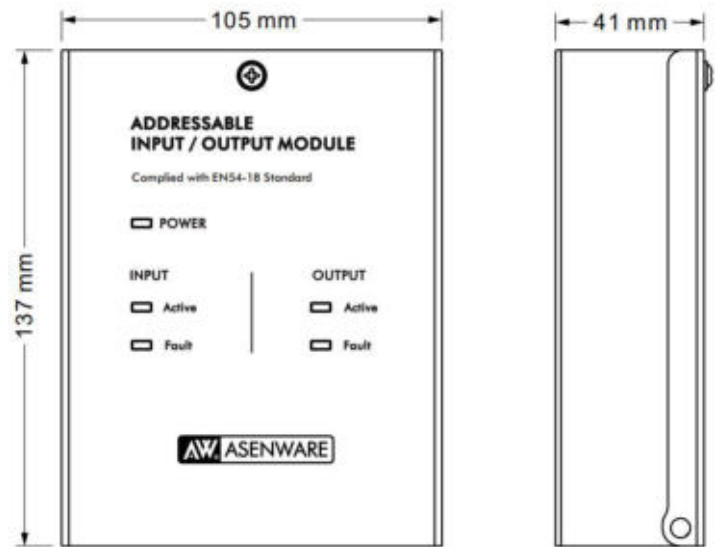 105 mm
41 mm
137 mm
ADDRESSABLE
INPUT / OUTPUT MODULE
Complied with EN54-18 Standard
POWER
INPUT
OUTPUT
Active
Active
Fault
Fault
AW. ASENWARE